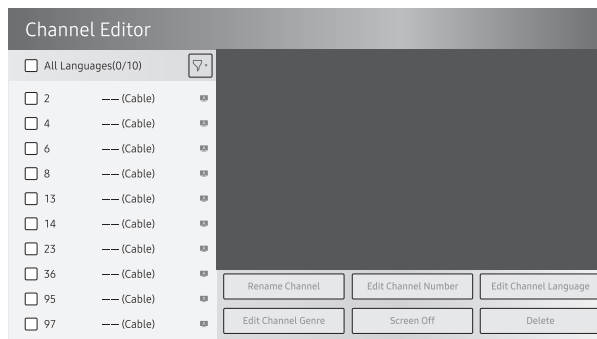 Channel Editor
All Languages(0/10)
2 —— (Cable)
4 —— (Cable)
6 —— (Cable)
8 —— (Cable)
13 —— (Cable)
14 —— (Cable)
23 —— (Cable)
36 —— (Cable)
95 —— (Cable)
97 —— (Cable)
Rename Channel Edit Channel Number Edit Channel Language
Edit Channel Genre Screen Off Delete